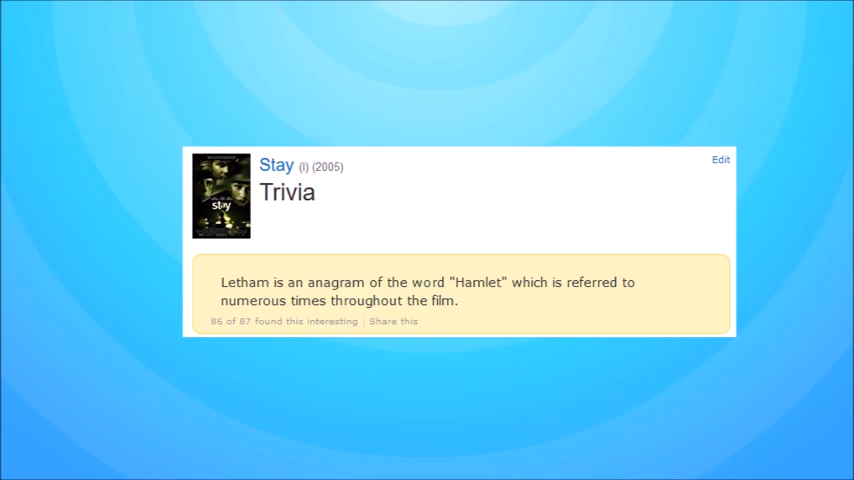 Stay (I) (2005)
Edit
Trivia
stay
Letham is an anagram of the word "Hamlet" which is referred to
numerous times throughout the film.
86 of 87 found this interesting | Share this